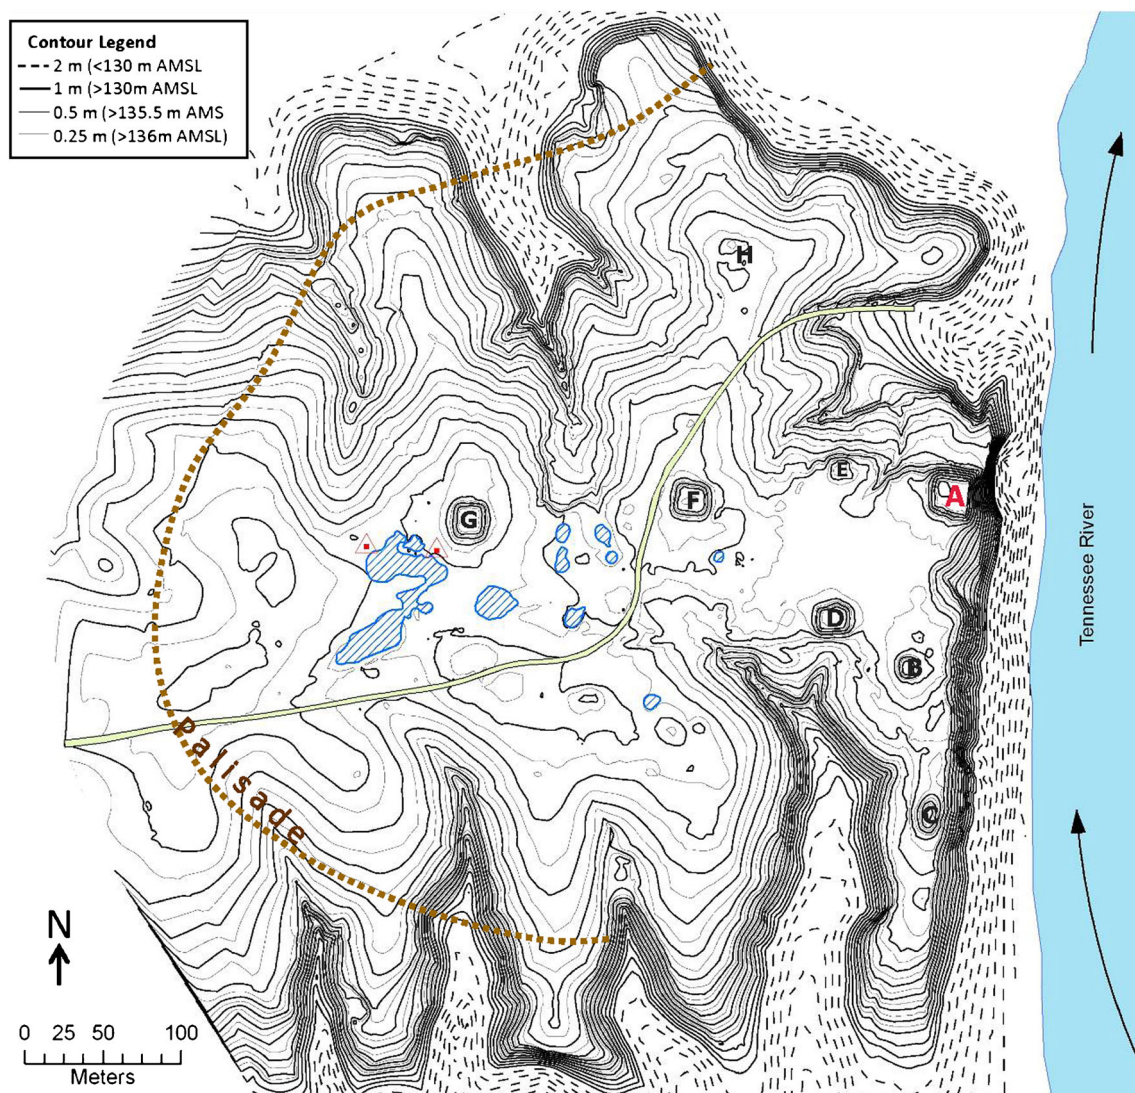 Contour Legend
2 m (<130 m AMSL
1 m (>130m AMSL
0.5 m (>135.5 m AMS
0.25 m (>136m AMSL)
H
E
A
G
F
D
B
C
Palisade
Tennessee River
N
0 25 50 100
Meters